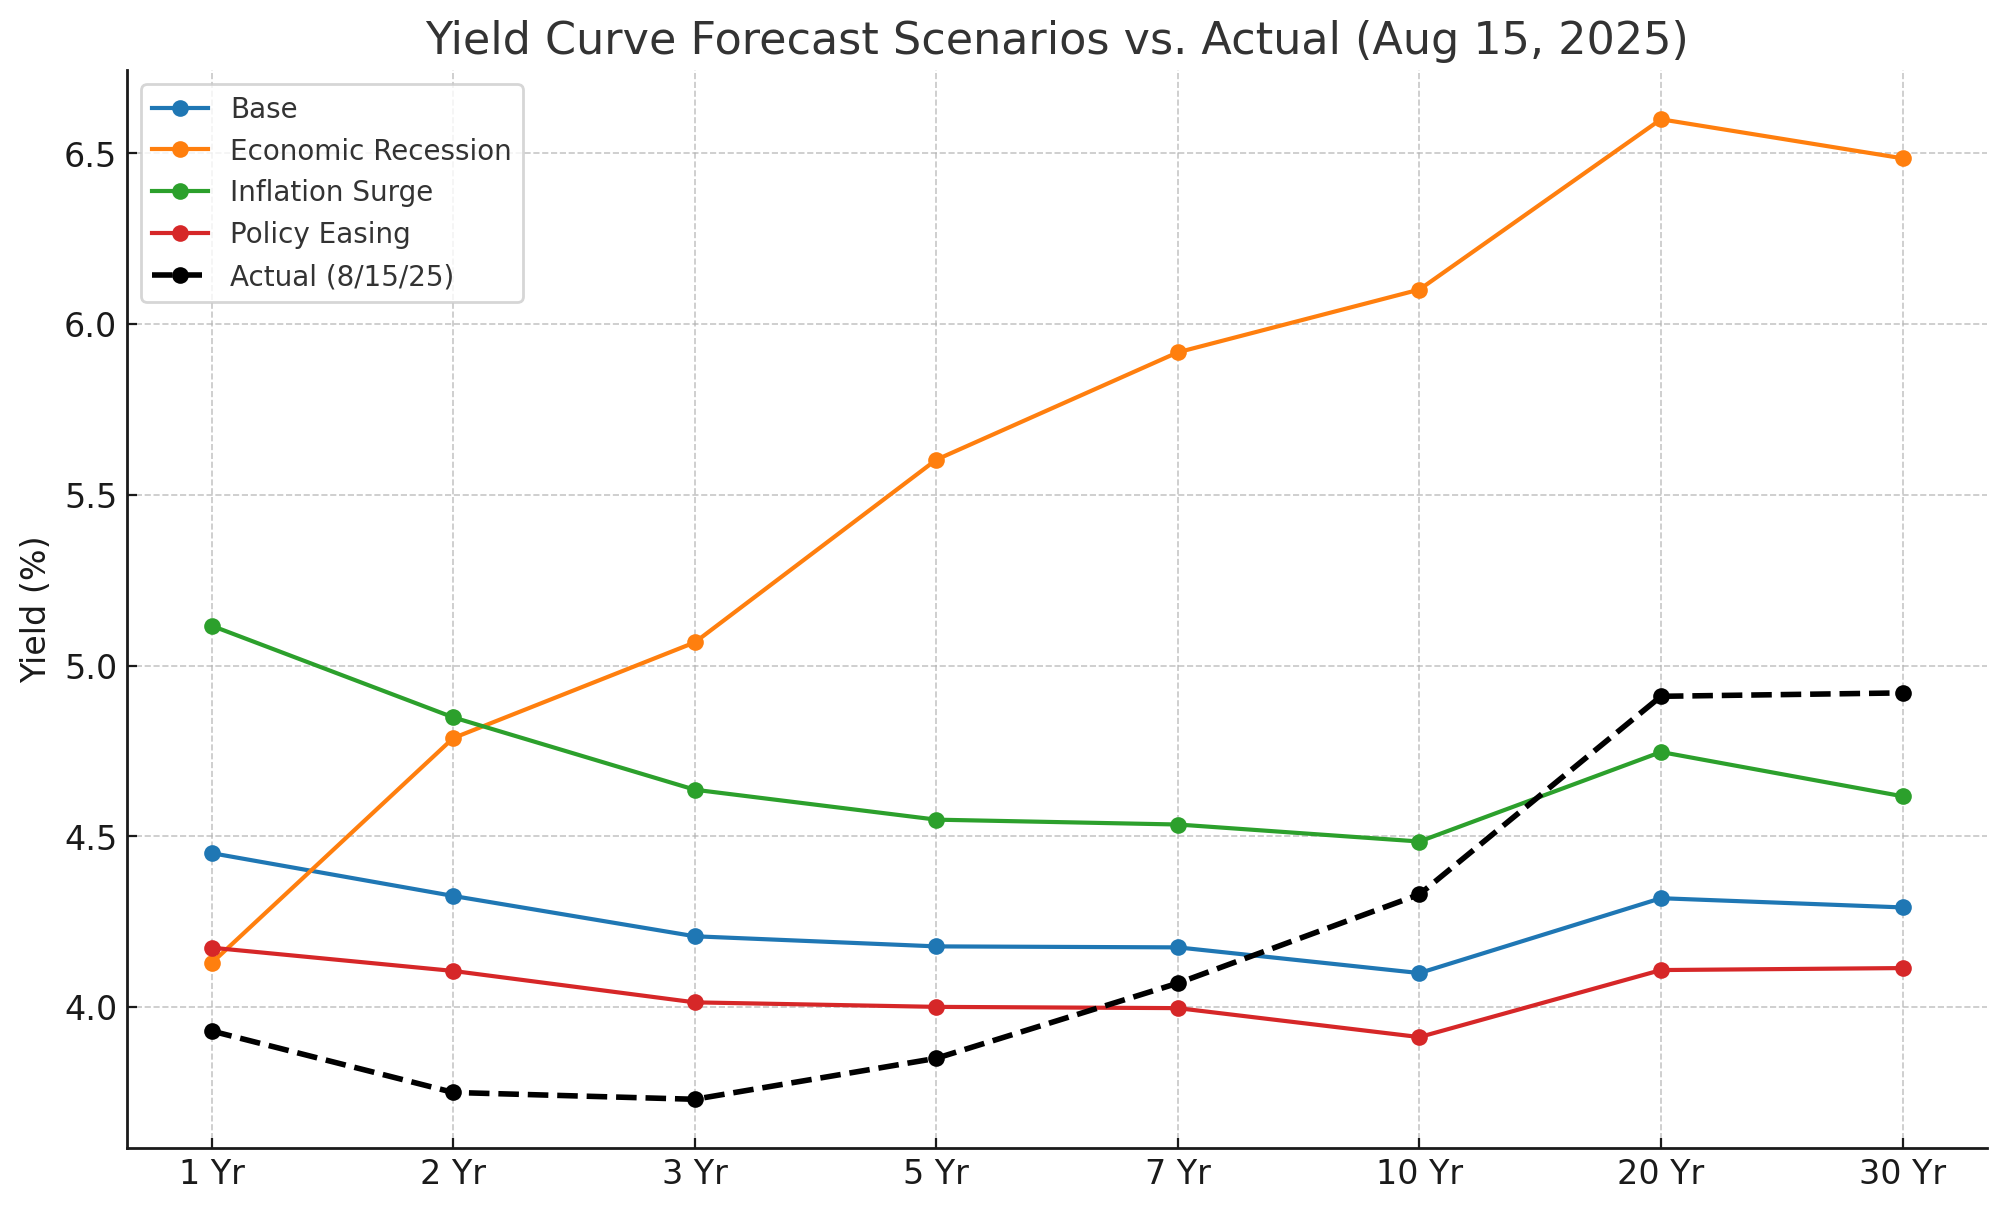 Yield Curve Forecast Scenarios vs. Actual (Aug 15, 2025)
Base
Economic Recession
Inflation Surge
Policy Easing
Actual (8/15/25)
Yield (%)
6.5
6.0
5.5
5.0
4.5
4.0
1 Yr 2 Yr 3 Yr 5 Yr 7 Yr 10 Yr 20 Yr 30 Yr